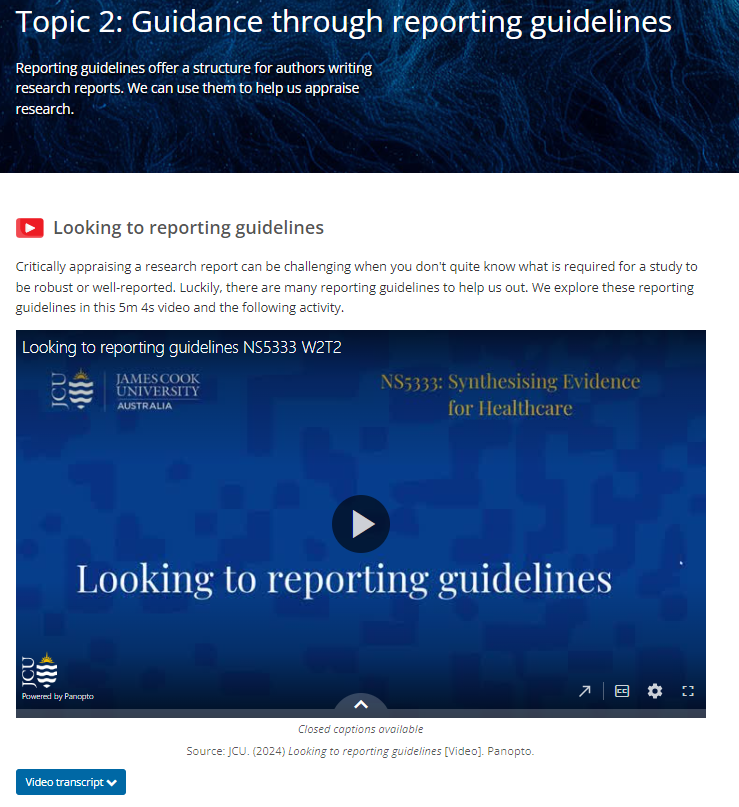 Topic 2: Guidance through reporting guidelines
Reporting guidelines offer a structure for authors writing
research reports. We can use them to help us appraise
research.
Looking to reporting guidelines
Critically appraising a research report can be challenging when you don't quite know what is required for a study to
be robust or well-reported. Luckily, there are many reporting guidelines to help us out. We explore these reporting
guidelines in this 5m 4s video and the following activity.
Looking to reporting guidelines NS5333 W2T2
JCU
JAMES COOK
UNIVERSITY
AUSTRALIA
NS5333: Synthesising Evidence
for Healthcare
Looking to reporting guidelines
JCU
Powered by Panopto
CC
Closed captions available
Source: JCU. (2024) Looking to reporting guidelines [Video]. Panopto.
Video transcript